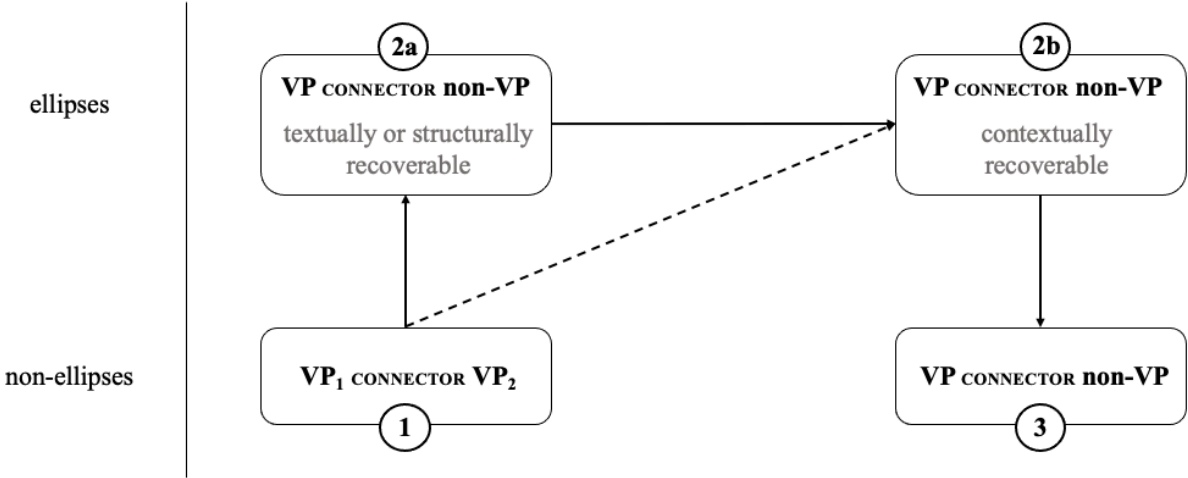 2a
2b
ellipses
VP CONNECTOR non-VP
textually or structurally
recoverable
VP CONNECTOR non-VP
contextually
recoverable
non-ellipses
VP₁ CONNECTOR VP₂
1
VP CONNECTOR non-VP
3